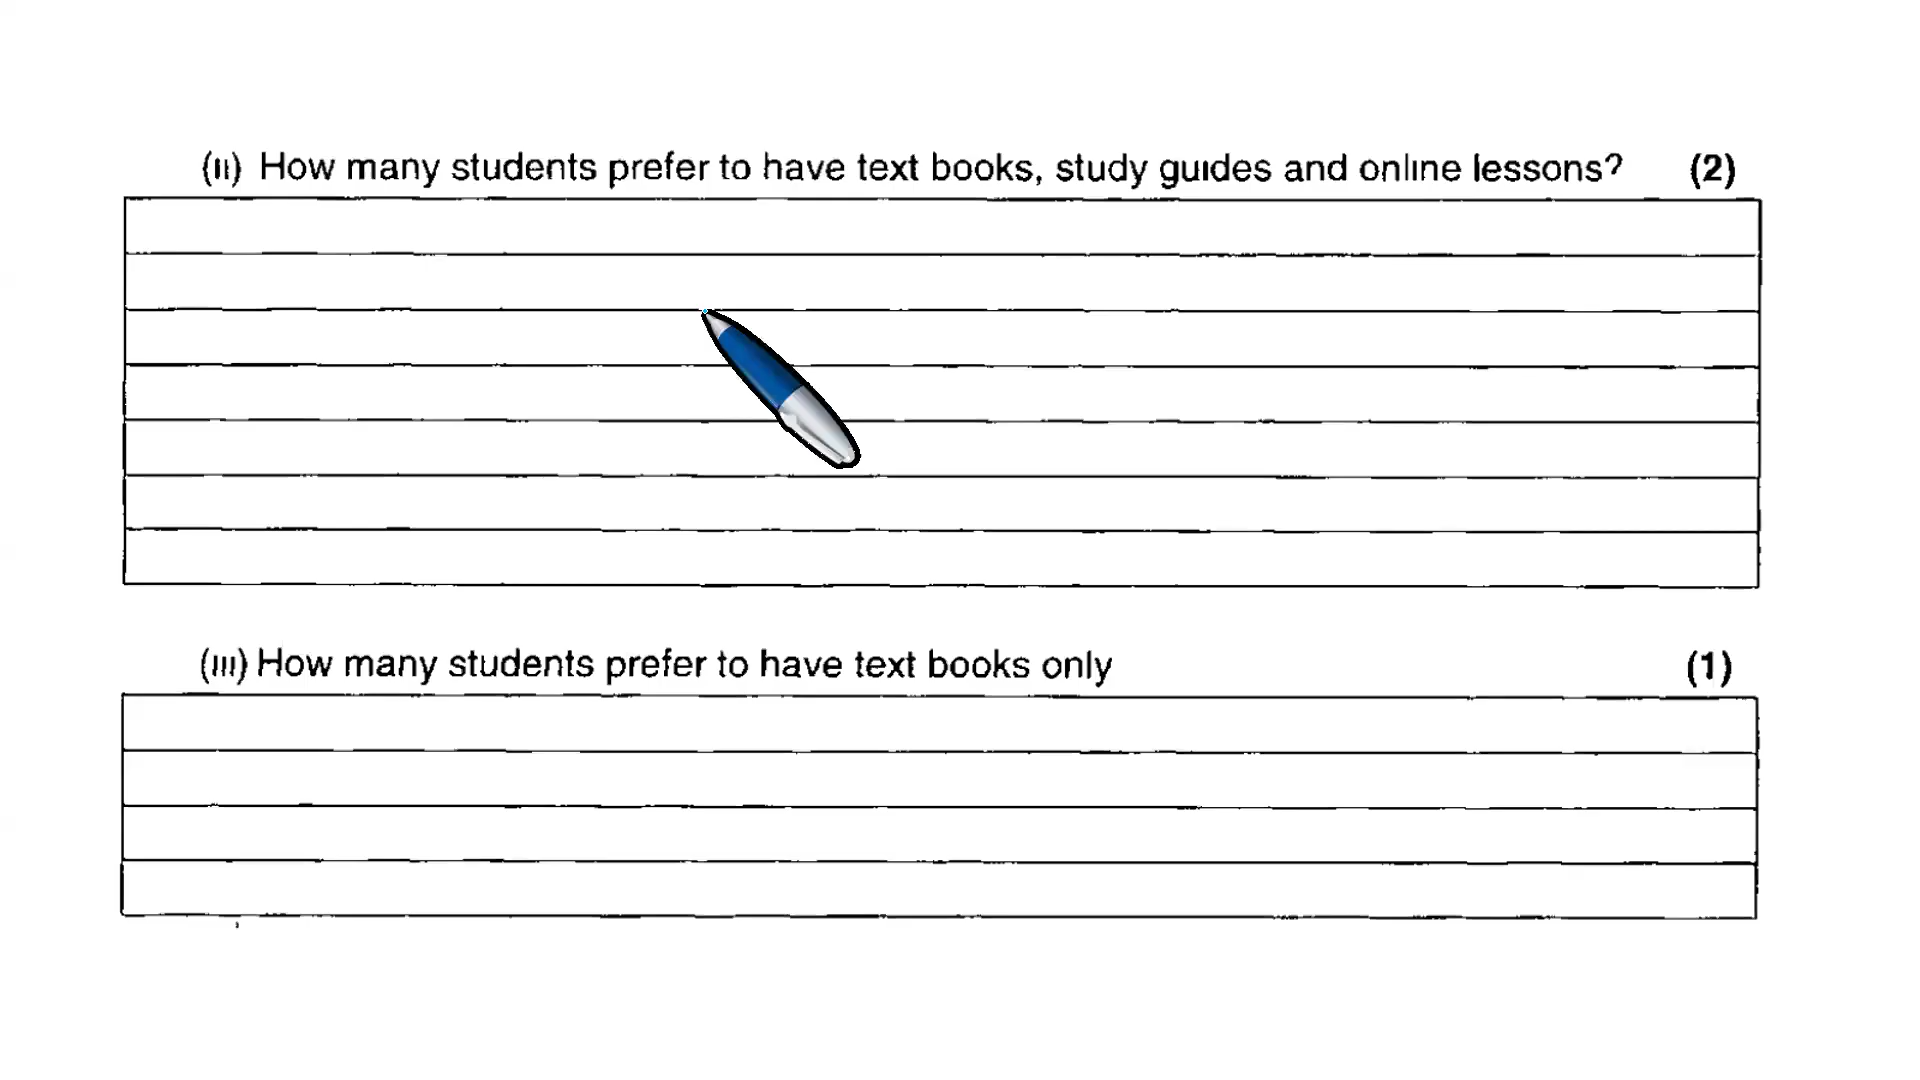 (ii) How many students prefer to have text books, study guides and online lessons? (2)
(iii) How many students prefer to have text books only (1)